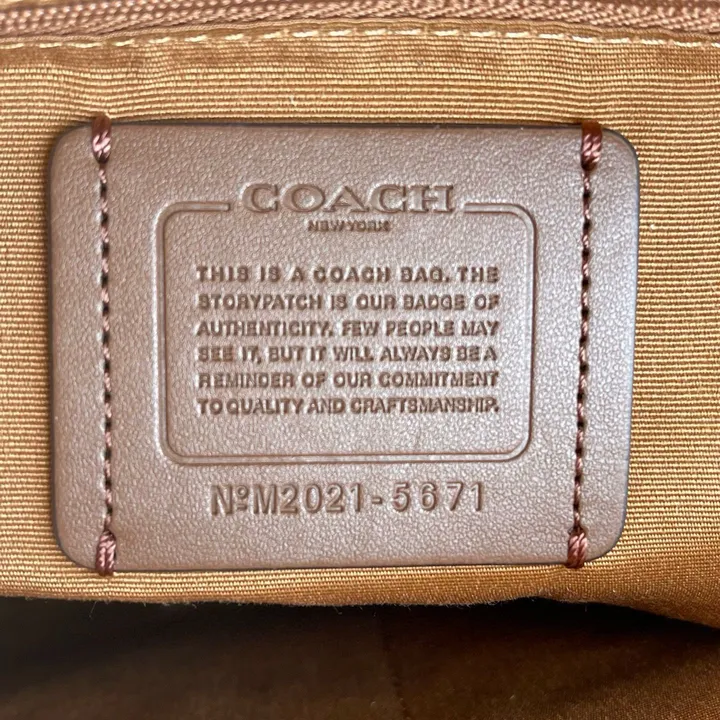 COACH
NEW YORK
THIS IS A COACH BAG. THE
STORYPATCH IS OUR BADGE OF
AUTHENTICITY. FEW PEOPLE MAY
SEE IT, BUT IT WILL ALWAYS BE A
REMINDER OF OUR COMMITMENT
TO QUALITY AND CRAFTSMANSHIP.
NºM2021-5671